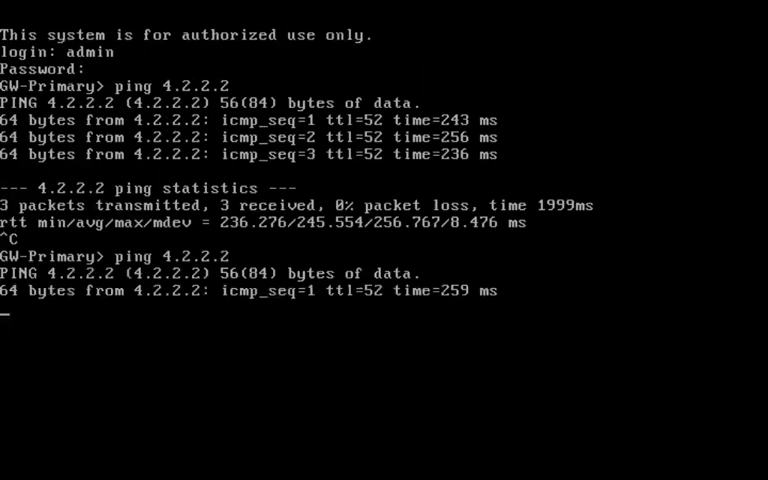 This system is for authorized use only.
login: admin
Password:
GW-Primary> ping 4.2.2.2
PING 4.2.2.2 (4.2.2.2) 56(84) bytes of data.
64 bytes from 4.2.2.2: icmp_seq=1 ttl=52 time=243 ms
64 bytes from 4.2.2.2: icmp_seq=2 ttl=52 time=256 ms
64 bytes from 4.2.2.2: icmp_seq=3 ttl=52 time=236 ms
--- 4.2.2.2 ping statistics ---
3 packets transmitted, 3 received, 0% packet loss, time 1999ms
rtt min/avg/max/mdev = 236.276/245.554/256.767/8.476 ms
^C
GW-Primary> ping 4.2.2.2
PING 4.2.2.2 (4.2.2.2) 56(84) bytes of data.
64 bytes from 4.2.2.2: icmp_seq=1 ttl=52 time=259 ms